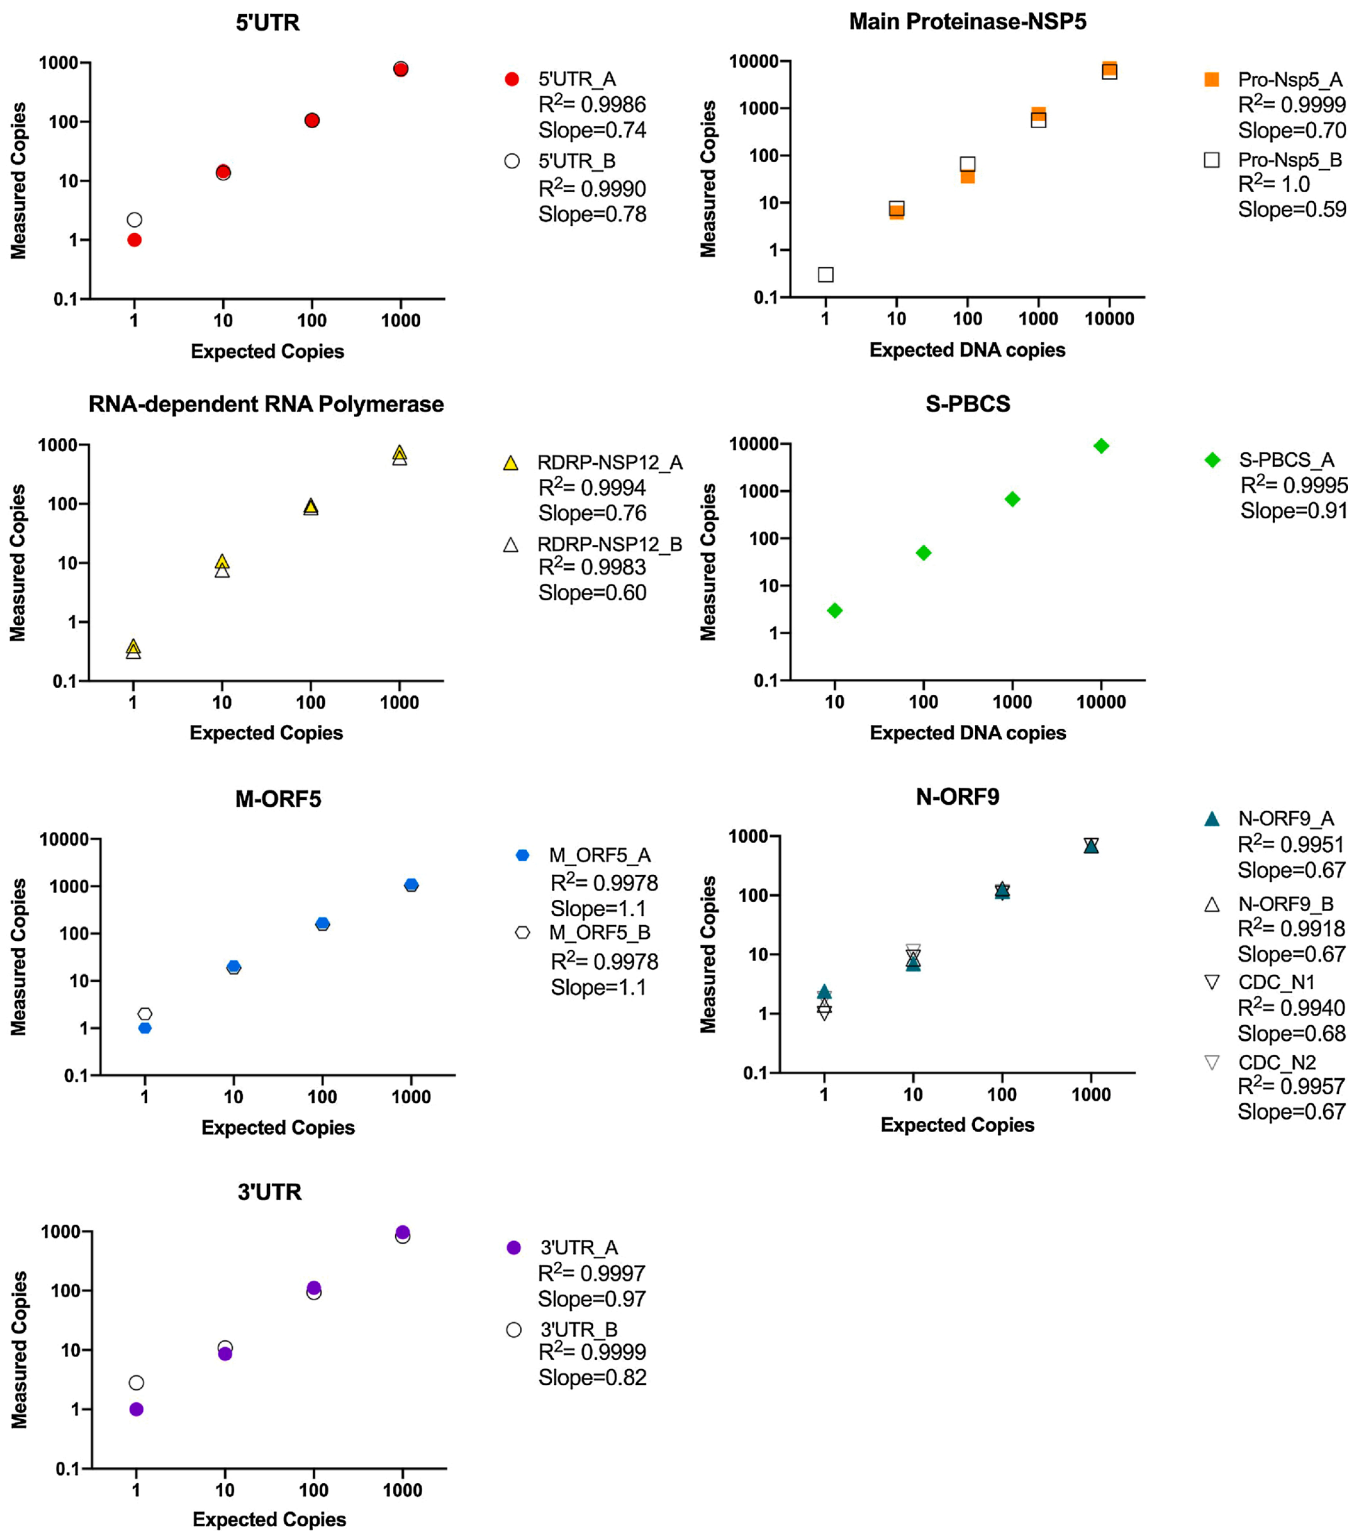 5'UTR
Measured Copies
1000
100
10
1
0.1
1
10
100
1000
Expected Copies
5'UTR_A
R²= 0.9986
Slope=0.74
5'UTR_B
R²= 0.9990
Slope=0.78
Main Proteinase-NSP5
Measured Copies
10000
1000
100
10
1
0.1
1
10
100
1000
10000
Expected DNA copies
Pro-Nsp5_A
R²= 0.9999
Slope=0.70
Pro-Nsp5_B
R²= 1.0
Slope=0.59
RNA-dependent RNA Polymerase
Measured Copies
1000
100
10
1
0.1
1
10
100
1000
Expected Copies
RDRP-NSP12_A
R²= 0.9994
Slope=0.76
RDRP-NSP12_B
R²= 0.9983
Slope=0.60
S-PBCS
Measured Copies
10000
1000
100
10
1
0.1
10
100
1000
10000
Expected DNA copies
S-PBCS_A
R²= 0.9995
Slope=0.91
M-ORF5
Measured Copies
10000
1000
100
10
1
0.1
1
10
100
1000
Expected Copies
M_ORF5_A
R²= 0.9978
Slope=1.1
M_ORF5_B
R²= 0.9978
Slope=1.1
N-ORF9
Measured Copies
1000
100
10
1
0.1
1
10
100
1000
Expected Copies
N-ORF9_A
R²= 0.9951
Slope=0.67
N-ORF9_B
R²= 0.9918
Slope=0.67
CDC_N1
R²= 0.9940
Slope=0.68
CDC_N2
R²= 0.9957
Slope=0.67
3'UTR
Measured Copies
1000
100
10
1
0.1
1
10
100
1000
Expected Copies
3'UTR_A
R²= 0.9997
Slope=0.97
3'UTR_B
R²= 0.9999
Slope=0.82